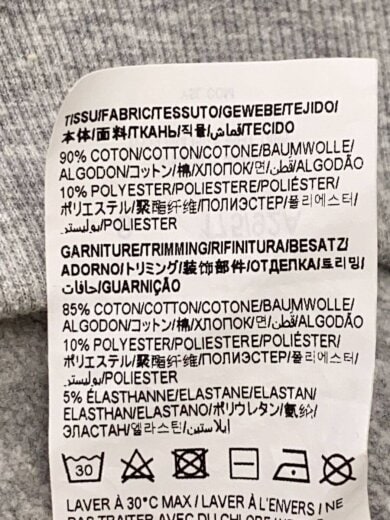 TISSU/FABRIC/TESSUTO/GEWEBE/TEJIDO/
本体/面料/ТКАНЬ/직물/قماش/TECIDO
90% COTON/COTTON/COTONE/BAUMWOLLE/
ALGODON/コットン/棉/ХЛОПОК/면/قطن/ALGODÃO
10% POLYESTER/POLIESTERE/POLIÉSTER/
ポリエステル/聚酯纤维/ПОЛИЭСТЕР/폴리에스터/
بوليستر/POLIESTER
GARNITURE/TRIMMING/RIFINITURA/BESATZ/
ADORNO/トリミング/装饰部件/ОТДЕПКА/트리밍/
حافات/GUARNIÇÃO
85% COTON/COTTON/COTONE/BAUMWOLLE/
ALGODON/コットン/棉/ХЛОПОК/면/قطن/ALGODÃO
10% POLYESTER/POLIESTERE/POLIÉSTER/
ポリエステル/聚酯纤维/ПОЛИЭСТЕР/폴리에스터/
بوليستر/POLIESTER
5% ÉLASTHANNE/ELASTANE/ELASTAN/
ELASTHAN/ELASTANO/ポリウレタン/氨纶/
ЭЛАСТАН/엘라스틴/ايلاستين
30
LAVER À 30°C MAX / LAVER À L'ENVERS / NE
PAS TRAITER AVEC DU CHLORE